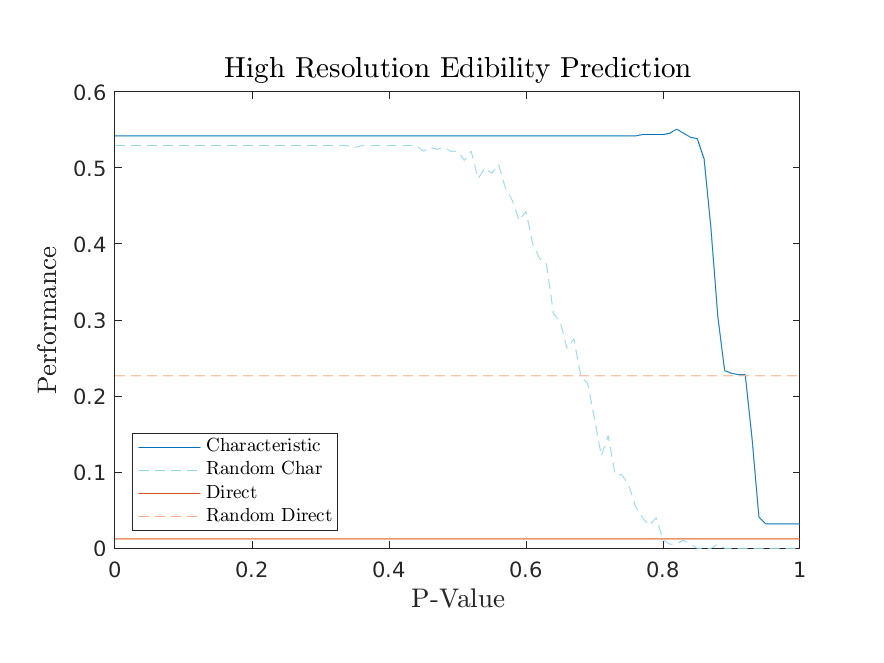 High Resolution Edibility Prediction
0.6
0.5
0.4
0.3
0.2
0.1
0
Performance
Characteristic
Random Char
Direct
Random Direct
0 0.2 0.4 0.6 0.8 1
P-Value